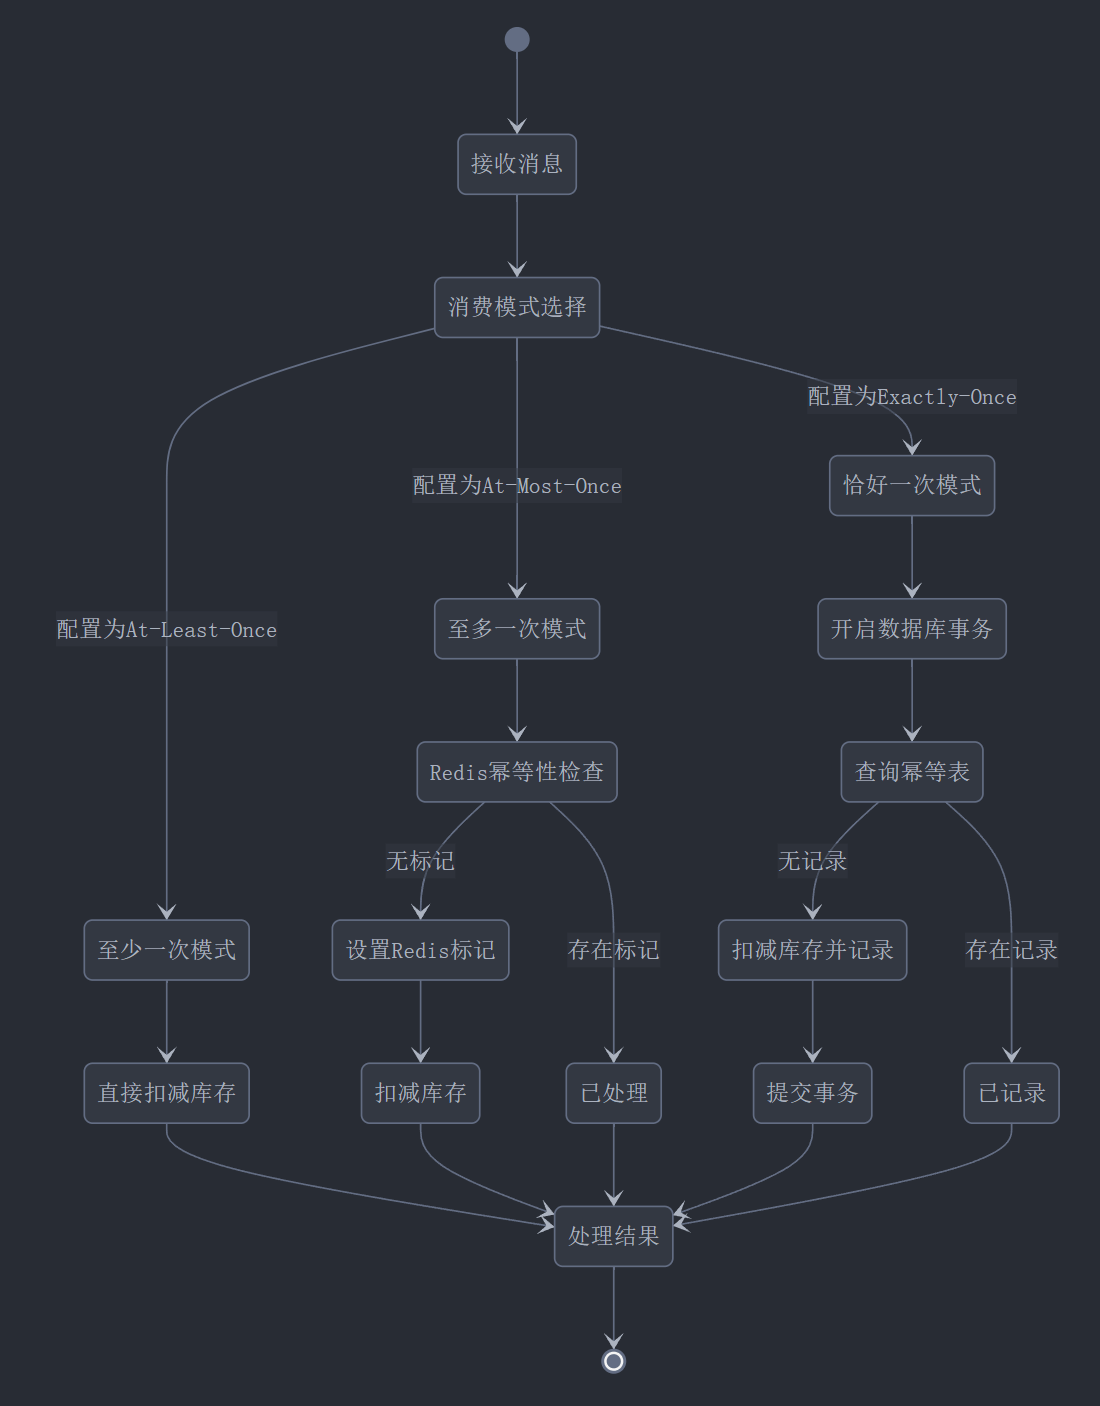 接收消息
消费模式选择
配置为Exactly-Once
配置为At-Most-Once
恰好一次模式
配置为At-Least-Once
至多一次模式
开启数据库事务
Redis幂等性检查
查询幂等表
无标记
无记录
至少一次模式
设置Redis标记
存在标记
扣减库存并记录
存在记录
直接扣减库存
扣减库存
已处理
提交事务
已记录
处理结果